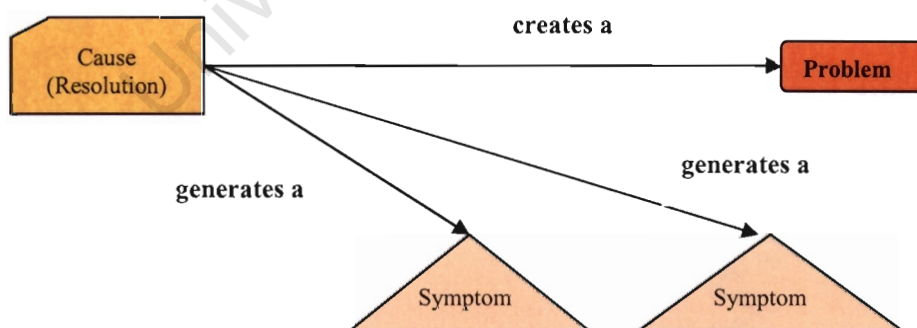 creates a
Cause
(Resolution)
Problem
generates a
generates a
Symptom
Symptom